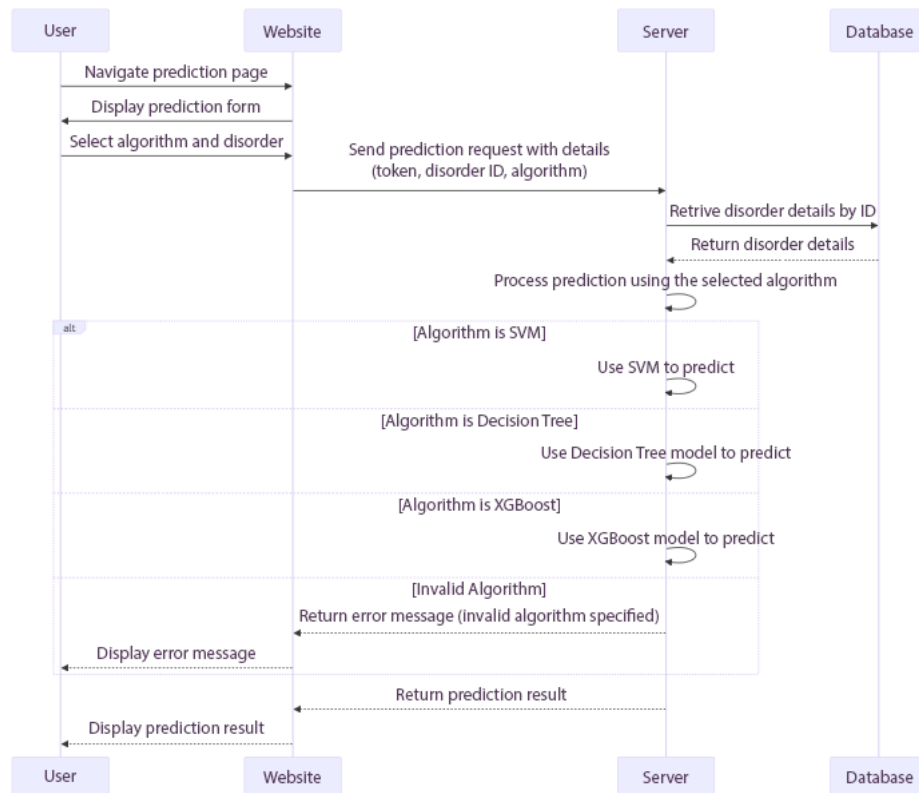 User
Website
Server
Database
Navigate prediction page
Display prediction form
Select algorithm and disorder
Send prediction request with details
(token, disorder ID, algorithm)
Retrive disorder details by ID
Return disorder details
Process prediction using the selected algorithm
alt
[Algorithm is SVM]
Use SVM to predict
[Algorithm is Decision Tree]
Use Decision Tree model to predict
[Algorithm is XGBoost]
Use XGBoost model to predict
[Invalid Algorithm]
Return error message (invalid algorithm specified)
Display error message
Return prediction result
Display prediction result
User
Website
Server
Database